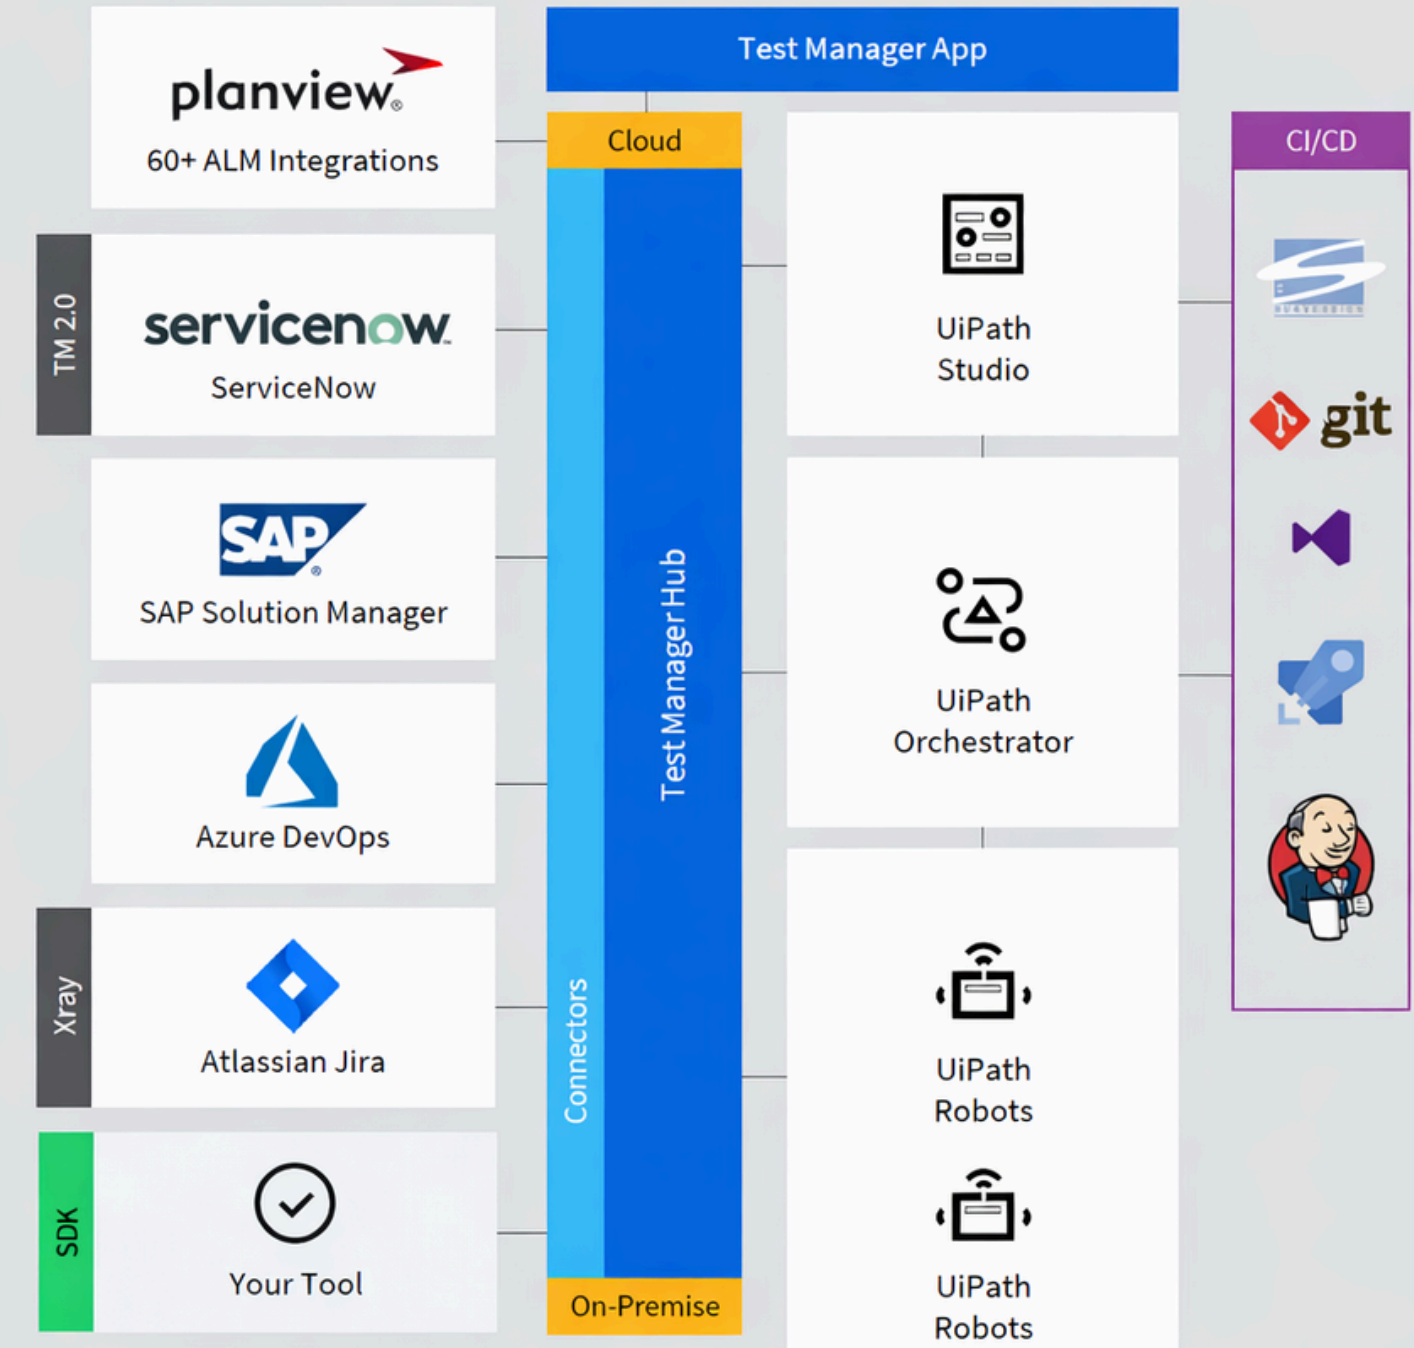 planview®
60+ ALM Integrations
TM 2.0
servicenow™
ServiceNow
SAP®
SAP Solution Manager
Azure DevOps
Xray
Atlassian Jira
SDK
Your Tool
Test Manager App
Cloud
Connectors
Test Manager Hub
On-Premise
UiPath
Studio
UiPath
Orchestrator
UiPath
Robots
UiPath
Robots
CI/CD
SUBVERSION
git